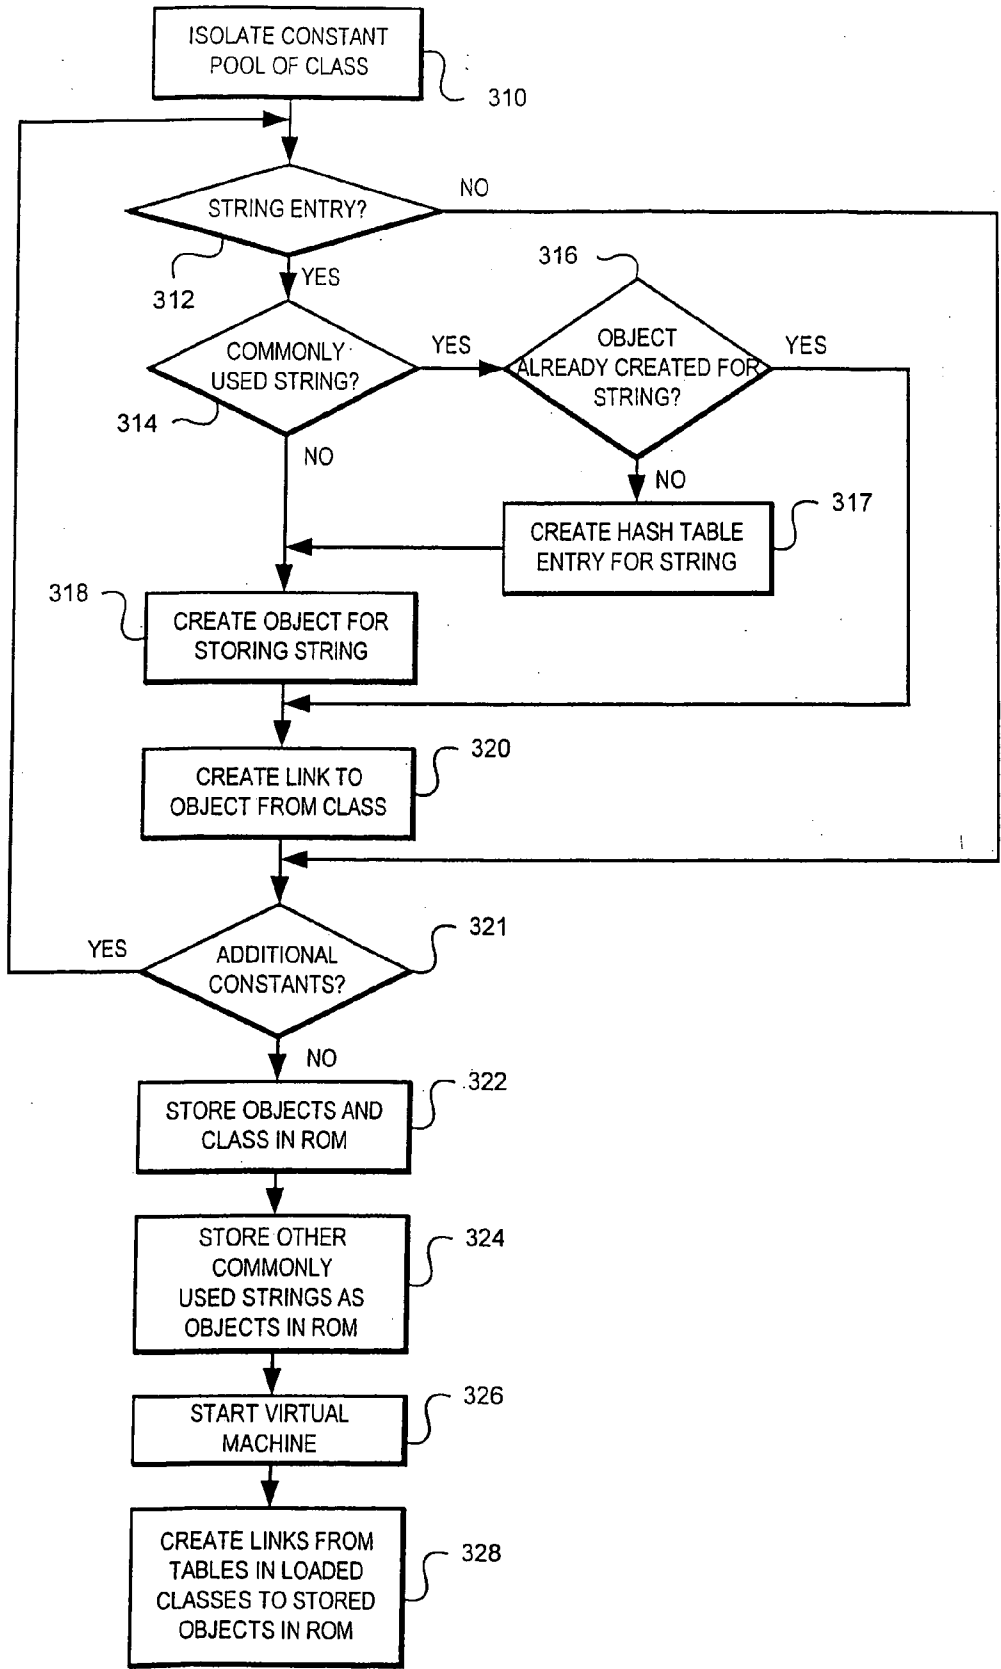 ISOLATE CONSTANT
POOL OF CLASS
310
STRING ENTRY?
NO
312
YES
316
COMMONLY
USED STRING?
YES
OBJECT
ALREADY CREATED FOR
STRING?
YES
314
NO
NO
317
CREATE HASH TABLE
ENTRY FOR STRING
318
CREATE OBJECT FOR
STORING STRING
320
CREATE LINK TO
OBJECT FROM CLASS
321
YES
ADDITIONAL
CONSTANTS?
NO
322
STORE OBJECTS AND
CLASS IN ROM
324
STORE OTHER
COMMONLY
USED STRINGS AS
OBJECTS IN ROM
326
START VIRTUAL
MACHINE
328
CREATE LINKS FROM
TABLES IN LOADED
CLASSES TO STORED
OBJECTS IN ROM